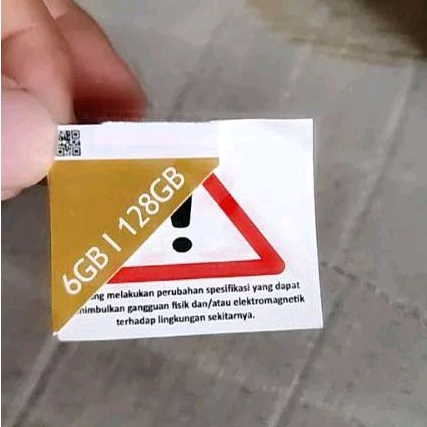 6GB | 128GB
melakukan perubahan spesifikasi yang dapat
gangguan fisik dan/atau elektromagnetik
terhadap lingkungan sekitarnya.